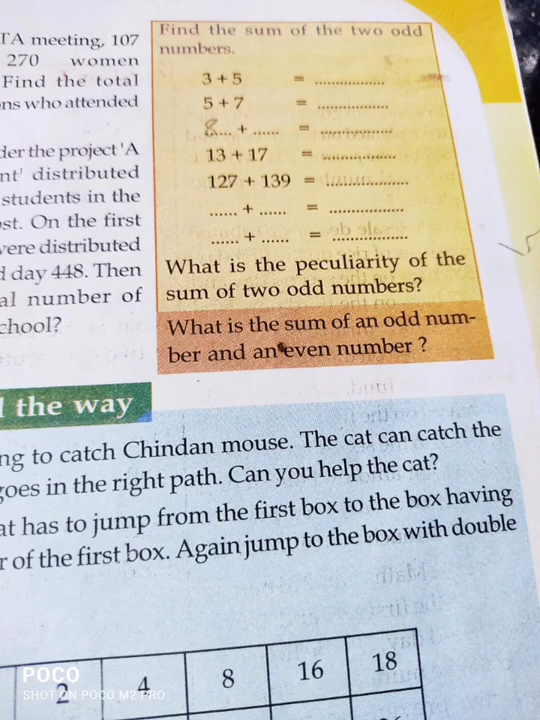 TA meeting, 107
270 women
Find the total
ns who attended
der the project 'A
nt' distributed
students in the
ost. On the first
were distributed
d day 448. Then
al number of
chool?
Find the sum of the two odd
numbers.
3 + 5 = ..................
5 + 7 = ..................
8.... + ...... = ..................
13 + 17 = ..................
127 + 139 = ..................
...... + ...... = ..................
...... + ...... = ..................
What is the peculiarity of the
sum of two odd numbers?
What is the sum of an odd num-
ber and an even number ?
the way
ng to catch Chindan mouse. The cat can catch the
goes in the right path. Can you help the cat?
at has to jump from the first box to the box having
r of the first box. Again jump to the box with double
2 4 8 16 18
POCO
SHOT ON POCO M2 PRO